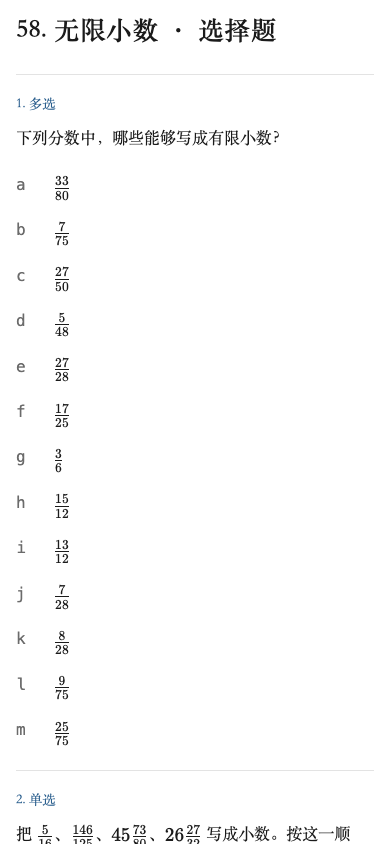 58. 无限小数 · 选择题
1. 多选
下列分数中，哪些能够写成有限小数？
a 33/80
b 7/75
c 27/50
d 5/48
e 27/28
f 17/25
g 3/6
h 15/12
i 13/12
j 7/28
k 8/28
l 9/75
m 25/75
2. 单选
把 5/16、146/125、45 73/80、26 27/32 写成小数。按这一顺